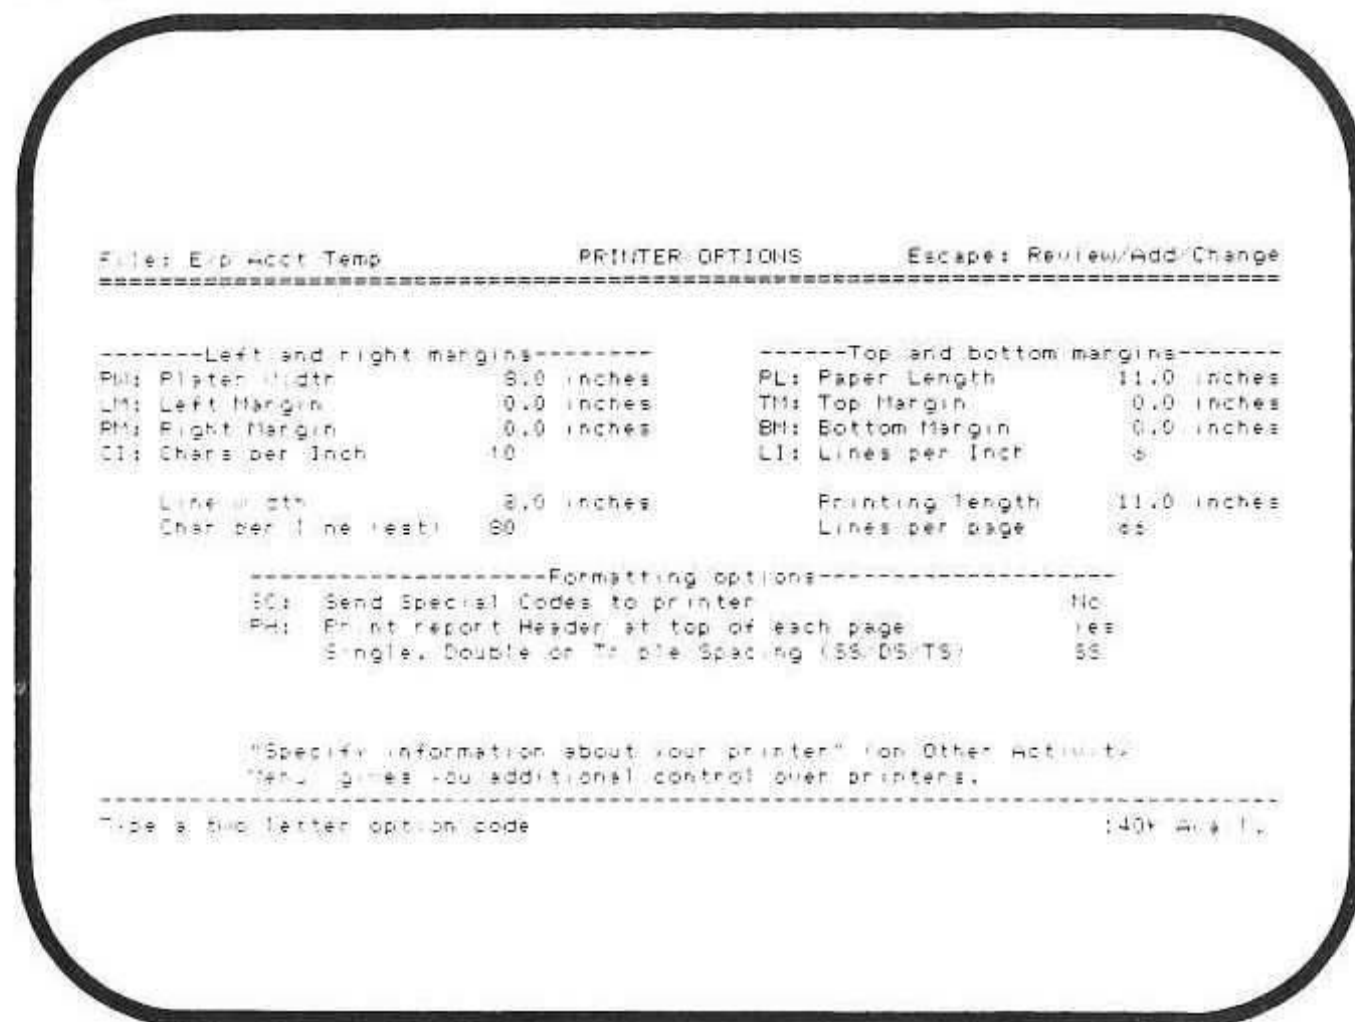 File: Exp Acct Temp PRINTER OPTIONS Escape: Review/Add/Change
-------Left and right margins-------- ------Top and bottom margins-------
PW: Platen Width 8.0 inches PL: Paper Length 11.0 inches
LM: Left Margin 0.0 inches TM: Top Margin 0.0 inches
RM: Right Margin 0.0 inches BM: Bottom Margin 0.0 inches
CI: Chars per Inch 10 LI: Lines per Inch 6
Line width 8.0 inches Printing length 11.0 inches
Char per line (est) 80 Lines per page 66
--------------------Formatting options--------------------
SC: Send Special Codes to printer No
PH: Print report Header at top of each page Yes
Single, Double or Triple Spacing (SS/DS/TS) SS
"Specify information about your printer" (on Other Activity
Menu) gives you additional control over printers.
Type a two letter option code Avail.